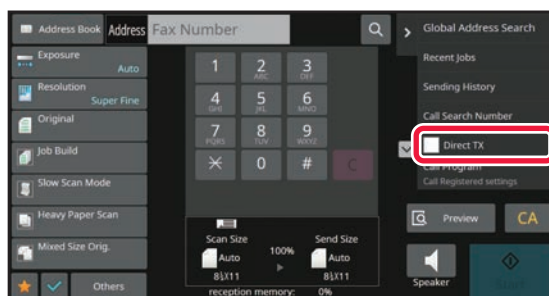 Address Book Address Fax Number
Global Address Search
Exposure
Auto
Recent Jobs
Resolution
Super Fine
Sending History
Original
Call Search Number
Job Build
Direct TX
Slow Scan Mode
Call Program
Call Registered settings
Heavy Paper Scan
Preview CA
Mixed Size Orig.
Others
1 2 ABC 3 DEF
4 GHI 5 JKL 6 MNO
7 PQRS 8 TUV 9 WXYZ
0 # C
Scan Size Send Size
Auto 100% Auto
8½X11 8½X11
reception memory: 0%
Speaker Start